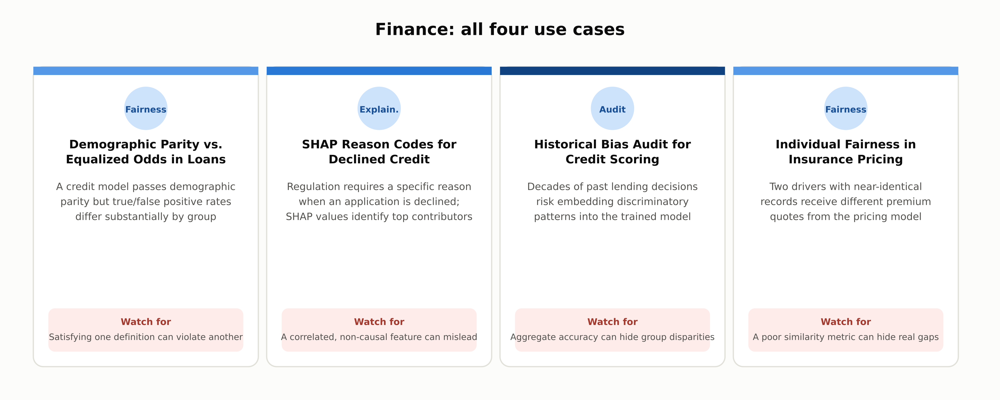 Finance: all four use cases
Fairness
Demographic Parity vs.
Equalized Odds in Loans
A credit model passes demographic
parity but true/false positive rates
differ substantially by group
Watch for
Satisfying one definition can violate another
Explain.
SHAP Reason Codes for
Declined Credit
Regulation requires a specific reason
when an application is declined;
SHAP values identify top contributors
Watch for
A correlated, non-causal feature can mislead
Audit
Historical Bias Audit for
Credit Scoring
Decades of past lending decisions
risk embedding discriminatory
patterns into the trained model
Watch for
Aggregate accuracy can hide group disparities
Fairness
Individual Fairness in
Insurance Pricing
Two drivers with near-identical
records receive different premium
quotes from the pricing model
Watch for
A poor similarity metric can hide real gaps